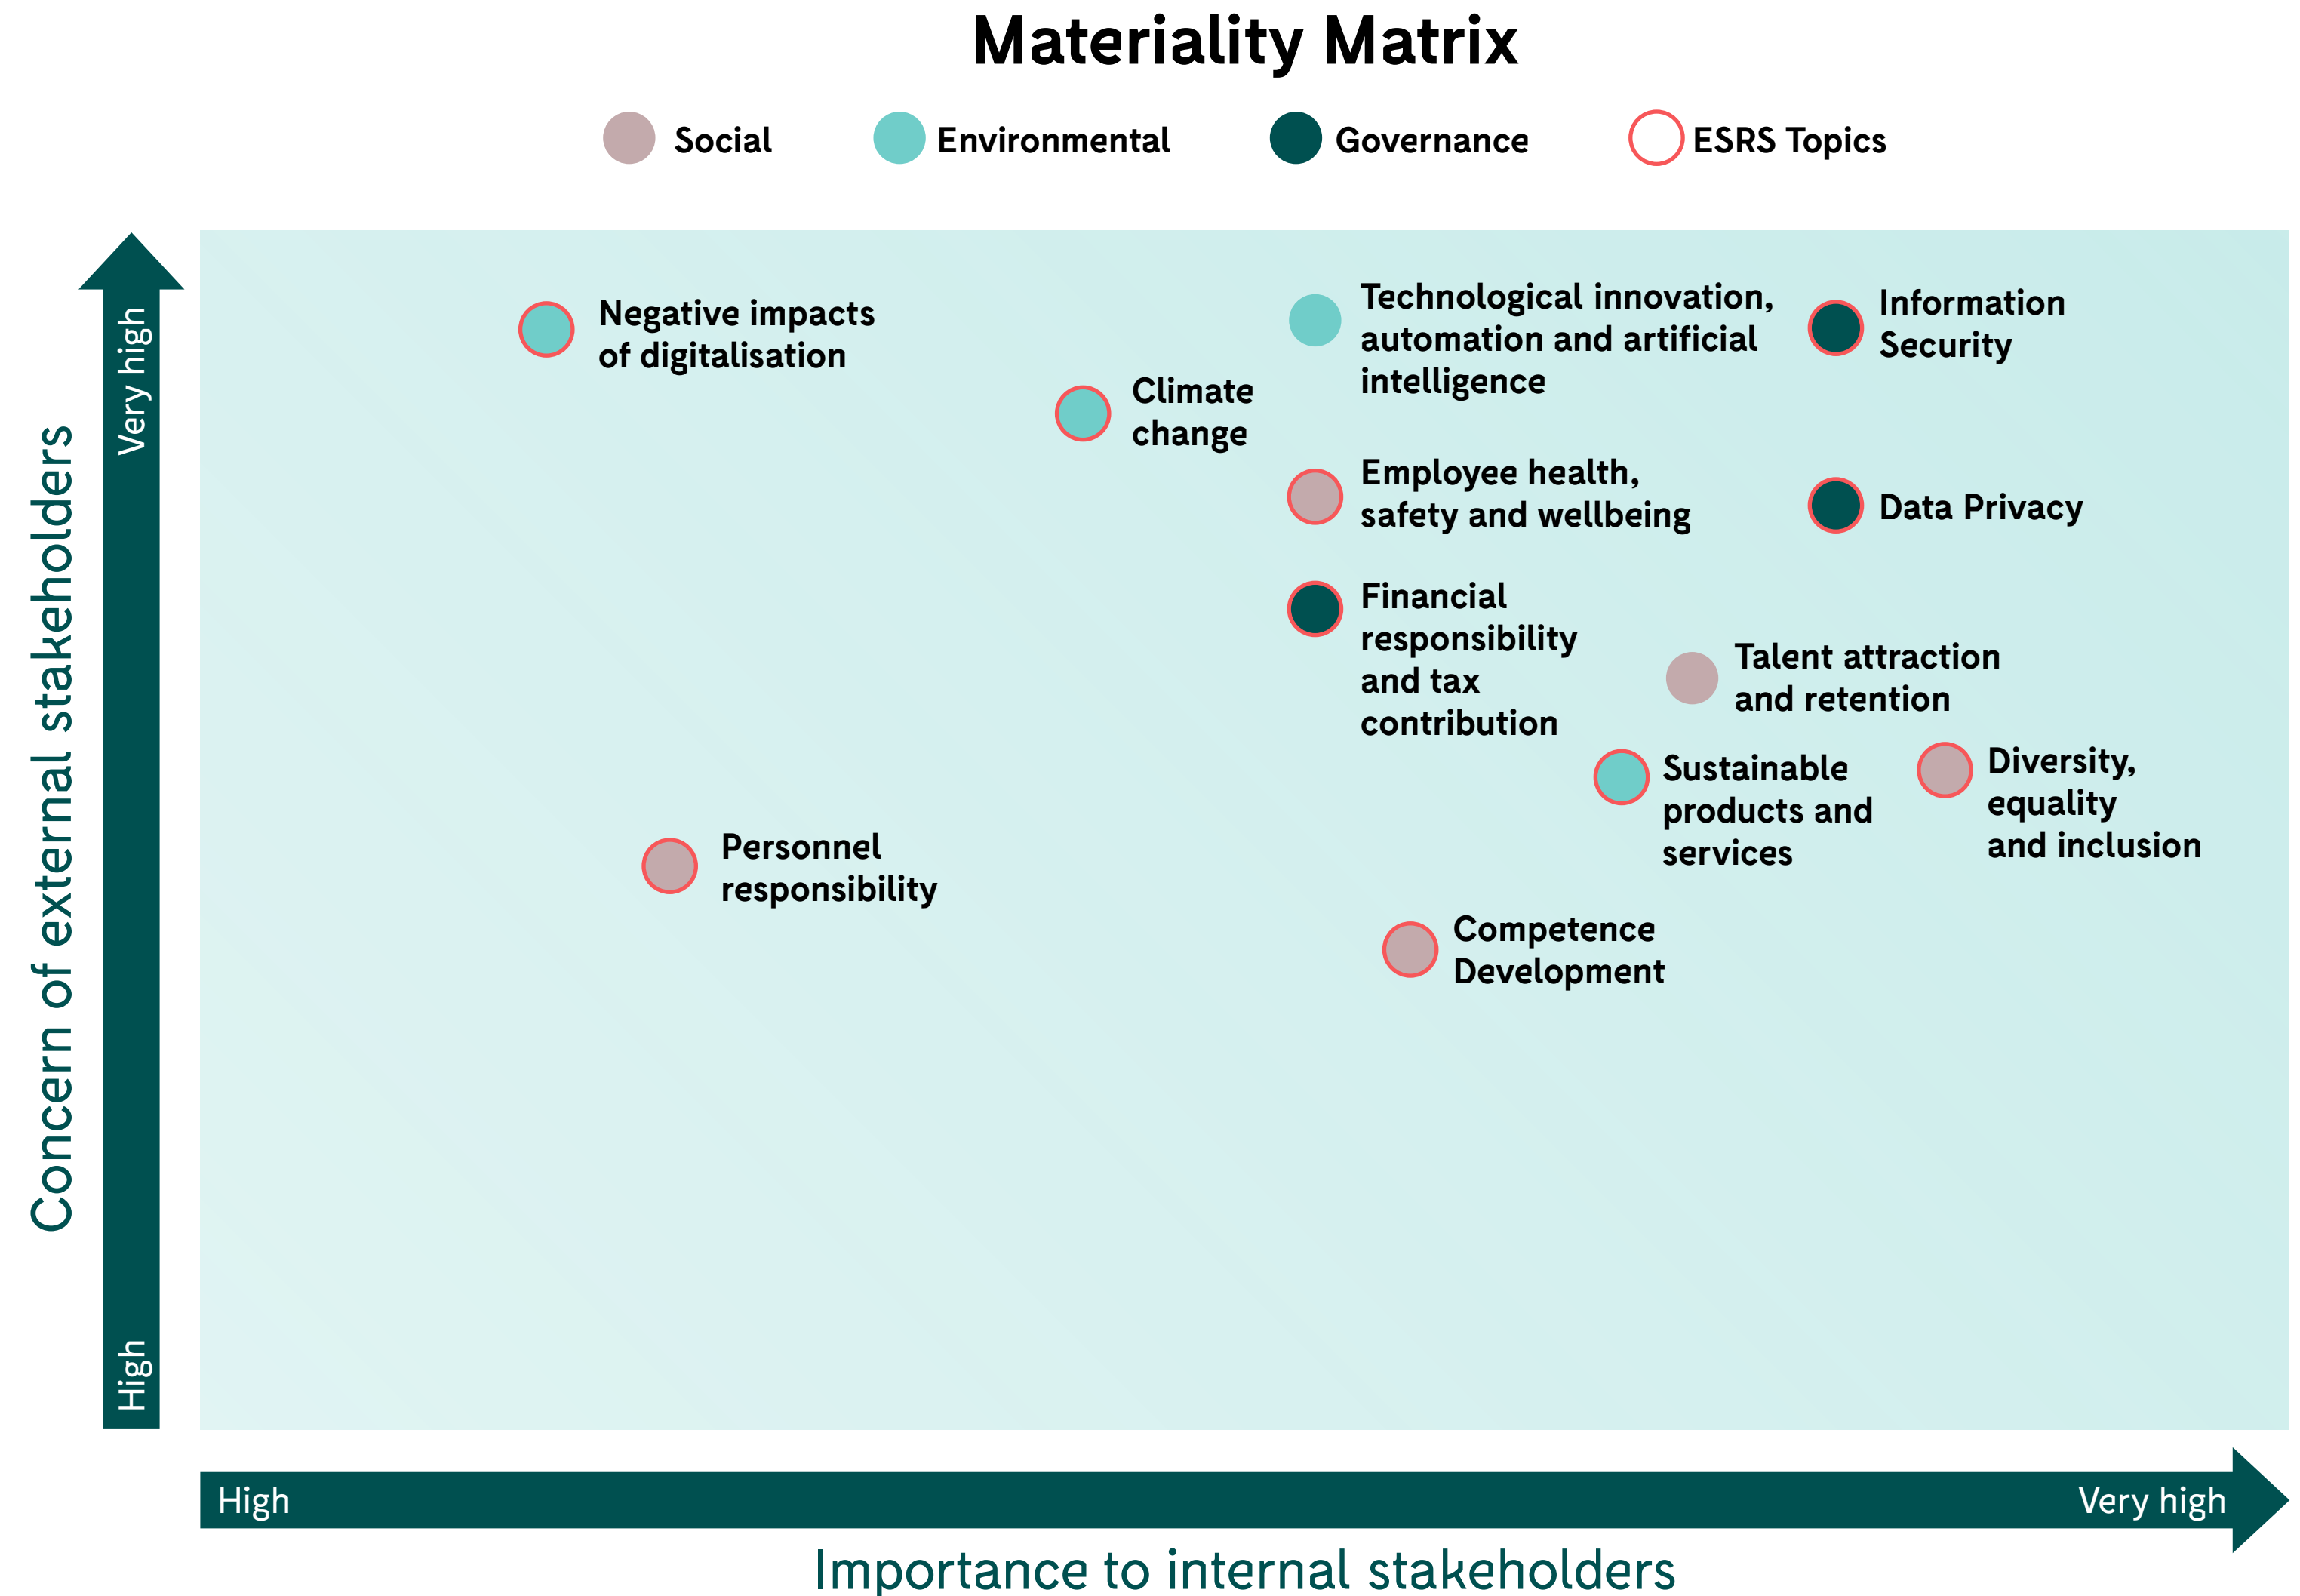 Materiality Matrix
Social
Environmental
Governance
ESRS Topics
Concern of external stakeholders
Very high
High
Negative impacts
of digitalisation
Climate
change
Technological innovation,
automation and artificial
intelligence
Information
Security
Employee health,
safety and wellbeing
Data Privacy
Financial
responsibility
and tax
contribution
Talent attraction
and retention
Sustainable
products and
services
Diversity,
equality
and inclusion
Personnel
responsibility
Competence
Development
High
Very high
Importance to internal stakeholders